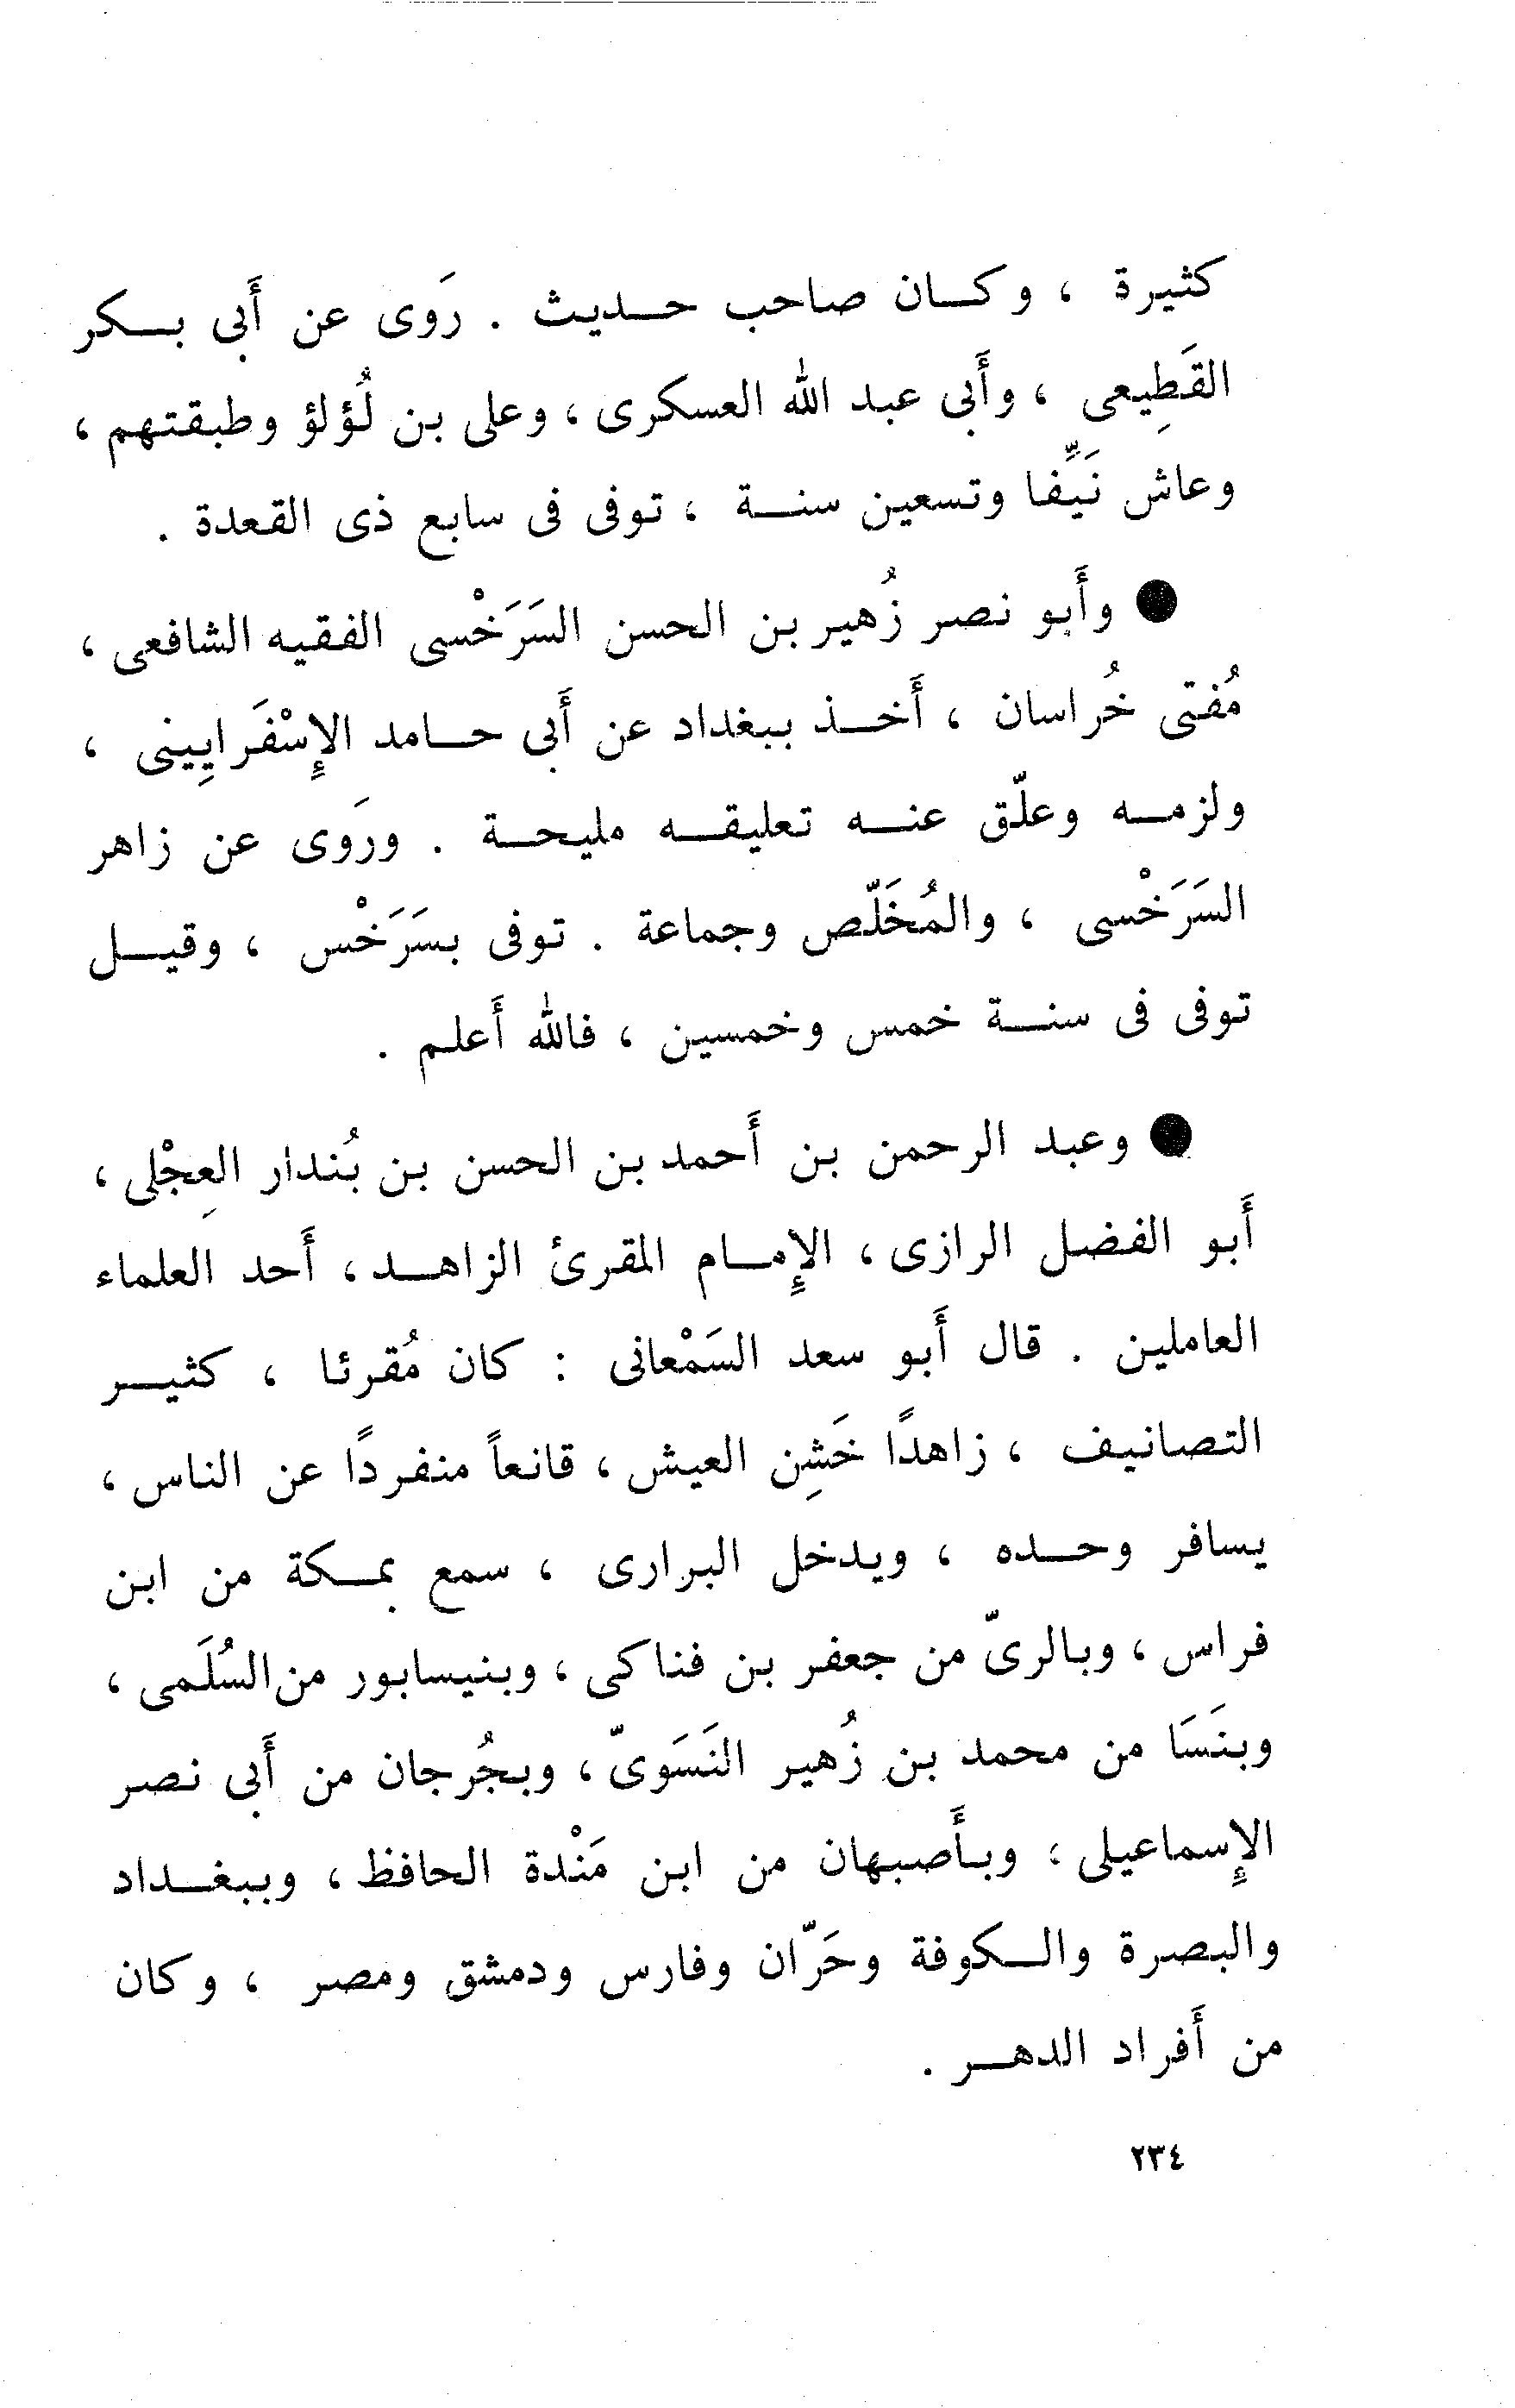 كثيرة ، وكان صاحب حديث . رَوى عن أَبى بكر
القَطِيعى ، وأَبى عبد الله العسكرى ، وعلى بن لُؤلؤ وطبقتهم ،
وعاش نَيِّفا وتسعين سنة ، توفى فى سابع ذى القعدة .
● وأَبو نصر زُهير بن الحسن السَرَخْسى الفقيه الشافعى ،
مُفتى خُراسان ، أَخذ ببغداد عن أَبى حامد الإِسْفَرايِينى ،
ولزمه وعلّق عنه تعليقه مليحة . ورَوى عن زاهر
السَرَخْسى ، والمُخَلّص وجماعة . توفى بسَرَخْس ، وقيل
توفى فى سنة خمس وخمسين ، فالله أَعلم .
● وعبد الرحمن بن أَحمد بن الحسن بن بُندار العِجْلى ،
أَبو الفضل الرازى ، الإِمام المقرئ الزاهد ، أَحد العلماء
العاملين . قال أَبو سعد السَمْعانى : كان مُقرئا ، كثير
التصانيف ، زاهدًا خَشِن العيش ، قانعاً منفردًا عن الناس ،
يسافر وحده ، ويدخل البرارى ، سمع بمكة من ابن
فراس ، وبالرىّ من جعفر بن فناكى ، وبنيسابور من السُلَمى ،
وبنَسَا من محمد بن زُهير النَسَوىّ ، وبجُرجان من أَبى نصر
الإِسماعيلى ، وبأَصبهان من ابن مَنْدة الحافظ ، وببغداد
والبصرة والكوفة وحَرّان وفارس ودمشق ومصر ، وكان
من أَفراد الدهر .
٢٣٤